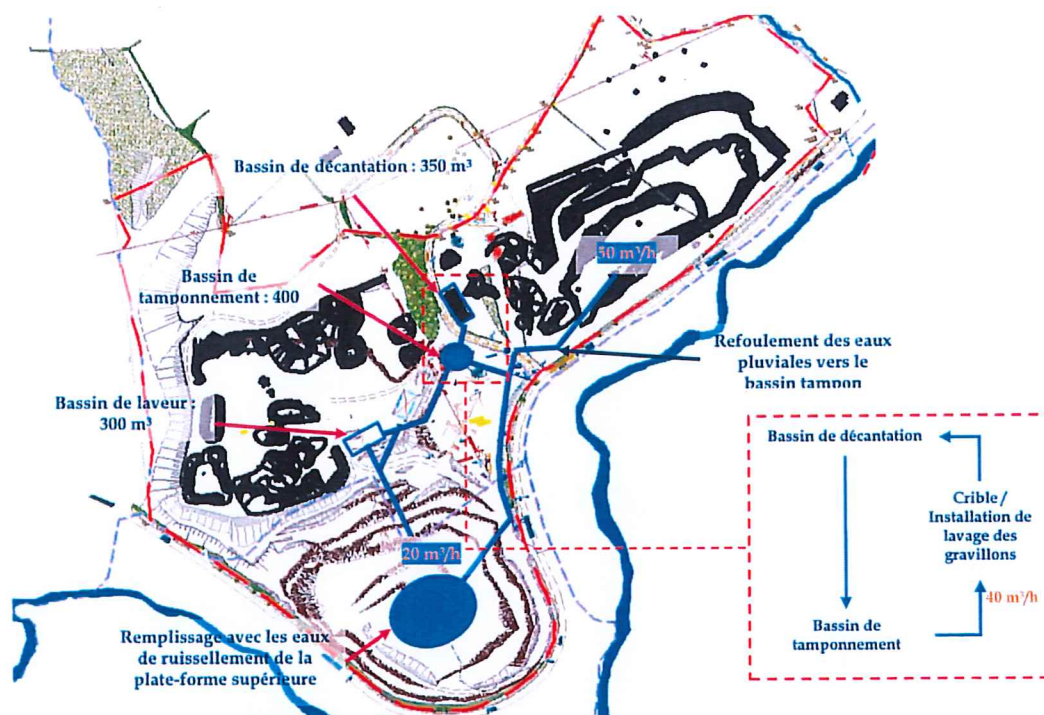 Bassin de décantation : 350 m³
50 m³/h
Bassin de
tamponnement : 400
Refoulement des eaux
pluviales vers le
bassin tampon
Bassin de laveur :
300 m³
20 m³/h
Remplissage avec les eaux
de ruissellement de la
plate-forme supérieure
Bassin de décantation
Crible /
Installation de
lavage des
gravillons
40 m³/h
Bassin de
tamponnement